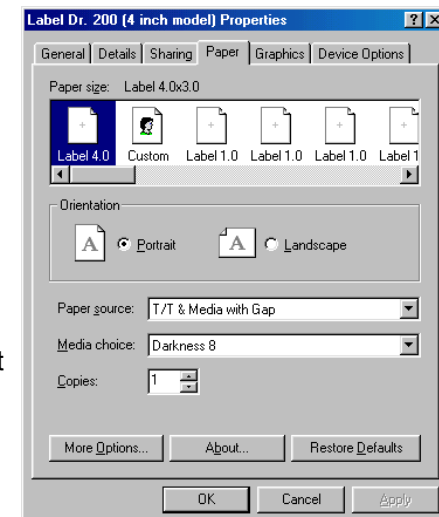 Label Dr. 200 (4 inch model) Properties ? x
General Details Sharing Paper Graphics Device Options
Paper size: Label 4.0x3.0
Label 4.0 Custom Label 1.0 Label 1.0 Label 1.0 Label 1
Orientation
A Portrait A Landscape
Paper source: T/T & Media with Gap
t
Media choice: Darkness 8
Copies: 1
More Options... About... Restore Defaults
OK Cancel Apply